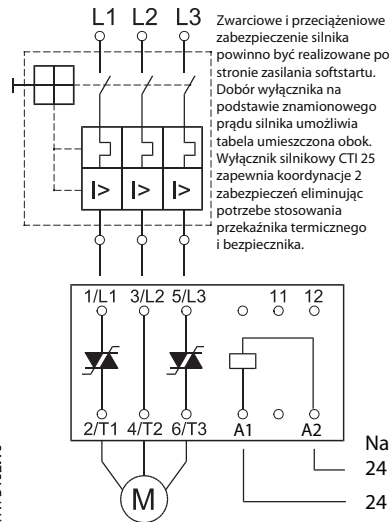 L1 L2 L3
Zwarciowe i przeciążeniowe
zabezpieczenie silnika
powinno być realizowane po
stronie zasilania softstartu.
Dobór wyłącznika na
podstawie znamionowego
prądu silnika umożliwia
tabela umieszczona obok.
Wyłącznik silnikowy CTI 25
zapewnia koordynacje 2
zabezpieczeń eliminując
potrzebe stosowania
przekaźnika termicznego
i bezpiecznika.
I> I> I>
1/L1 3/L2 5/L3 11 12
2/T1 4/T2 6/T3 A1 A2
M
Na
24
24